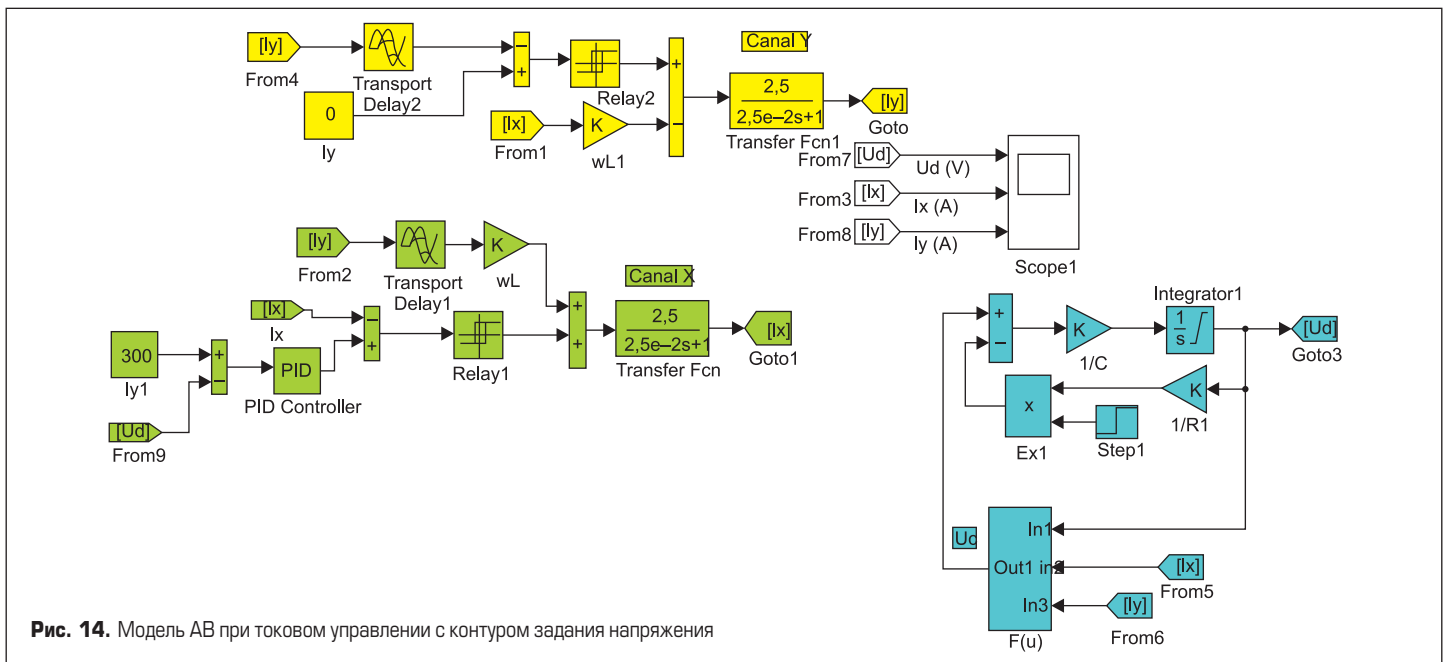 [Iy]
From4
Transport
Delay2
0
Iy
Relay2
[Ix]
From1
K
wL1
+
−
−
+
Canal Y
2,5
2,5e–2s+1
Transfer Fcn1
[Iy]
Goto
From7
[Ud]
Ud (V)
From3
[Ix]
Ix (A)
From8
[Iy]
Iy (A)
Scope1
[Iy]
From2
Transport
Delay1
K
wL
Canal X
[Ix]
Ix
−
+
Relay1
+
+
2,5
2,5e–2s+1
Transfer Fcn
[Ix]
Goto1
300
Iy1
+
−
PID
PID Controller
[Ud]
From9
+
−
K
1/C
Integrator1
1
s
[Ud]
Goto3
x
Ex1
K
1/R1
Step1
Ud
In1
Out1 in2
In3
F(u)
[Ix]
From5
[Iy]
From6
Рис. 14. Модель АВ при токовом управлении с контуром задания напряжения